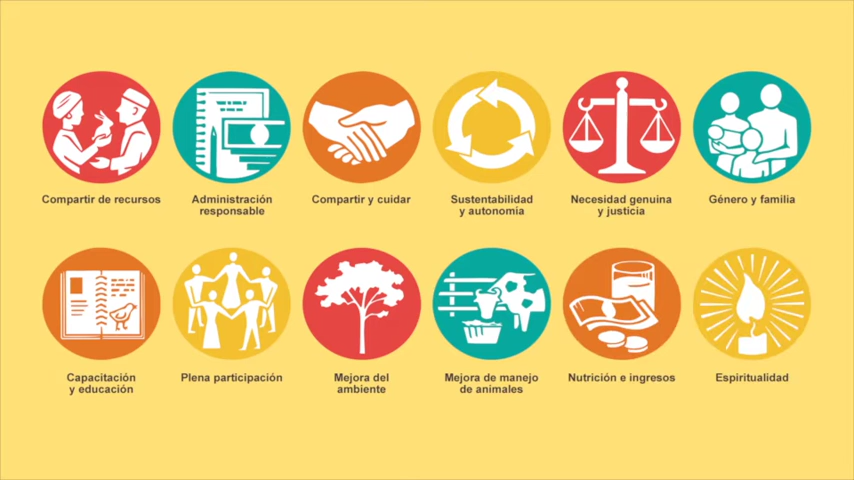 Compartir de recursos
Administración
responsable
Compartir y cuidar
Sustentabilidad
y autonomia
Necesidad genuina
y justicia
Género y familia
Capacitación
y educación
Plena participación
Mejora del
ambiente
Mejora de manejo
de animales
Nutrición e ingresos
Espiritualidad